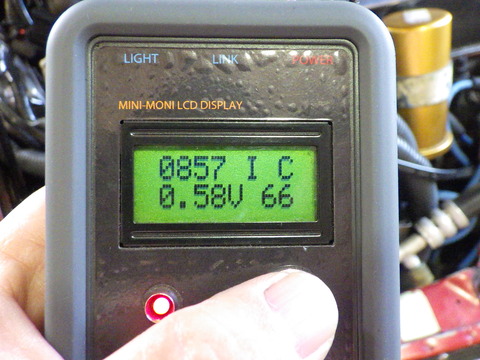 LIGHT LINK POWER
MINI-MONI LCD DISPLAY
0857 I C
0.58V 66